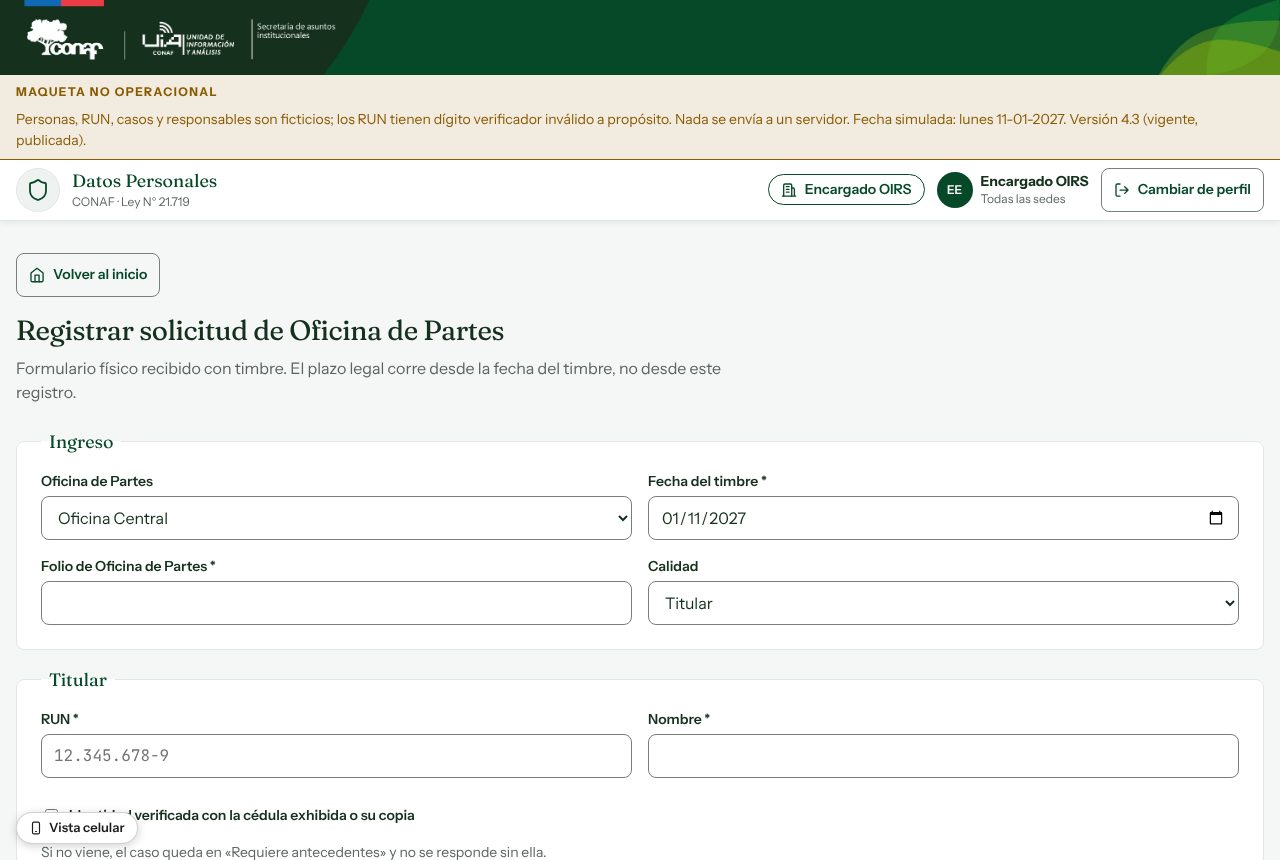 CONAF
UIA
CONAF
UNIDAD DE
INFORMACIÓN
Y ANÁLISIS
Secretaría de asuntos
institucionales
MAQUETA NO OPERACIONAL
Personas, RUN, casos y responsables son ficticios; los RUN tienen dígito verificador inválido a propósito. Nada se envía a un servidor. Fecha simulada: lunes 11-01-2027. Versión 4.3 (vigente,
publicada).
Datos Personales
CONAF · Ley N° 21.719
Encargado OIRS
EE
Encargado OIRS
Todas las sedes
Cambiar de perfil
Volver al inicio
Registrar solicitud de Oficina de Partes
Formulario físico recibido con timbre. El plazo legal corre desde la fecha del timbre, no desde este
registro.
Ingreso
Oficina de Partes
Fecha del timbre *
Oficina Central
01/11/2027
Folio de Oficina de Partes *
Calidad
Titular
Titular
RUN *
Nombre *
12.345.678-9
verificada con la cédula exhibida o su copia
Vista celular
Si no viene, el caso queda en «Requiere antecedentes» y no se responde sin ella.